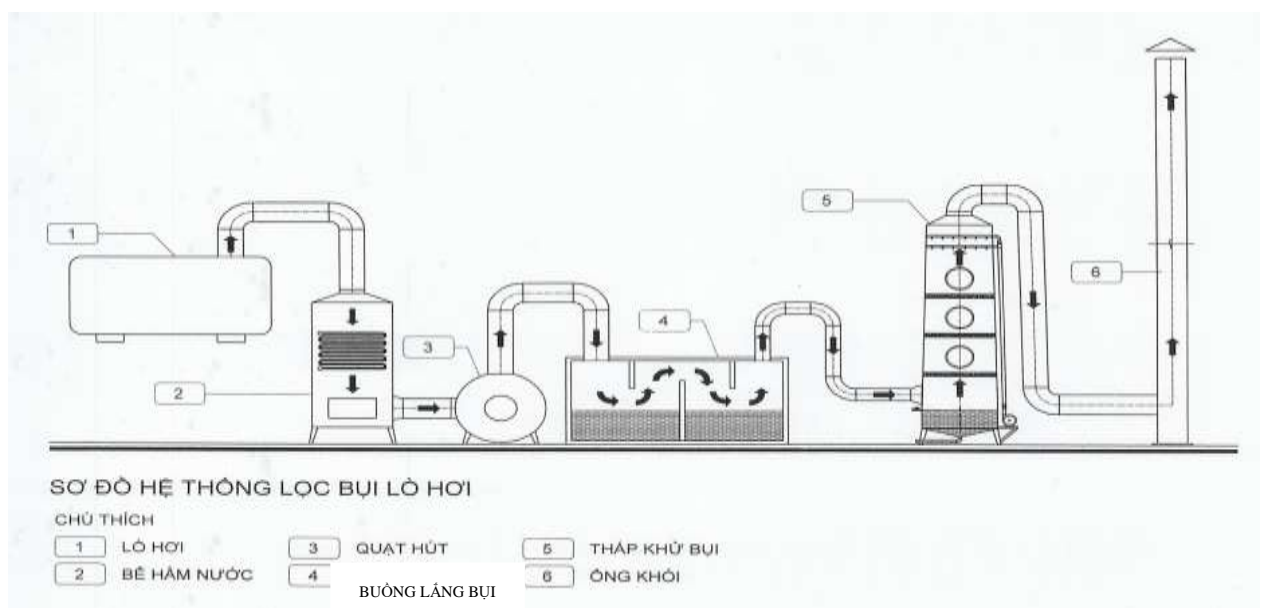 1
2
3
4
5
6
SƠ ĐỒ HỆ THỐNG LỌC BỤI LÒ HƠI
CHÚ THÍCH
1 LÒ HƠI
3 QUẠT HÚT
5 THÁP KHỬ BỤI
2 BỂ HÂM NƯỚC
4 BUỒNG LẮNG BỤI
6 ỐNG KHÓI